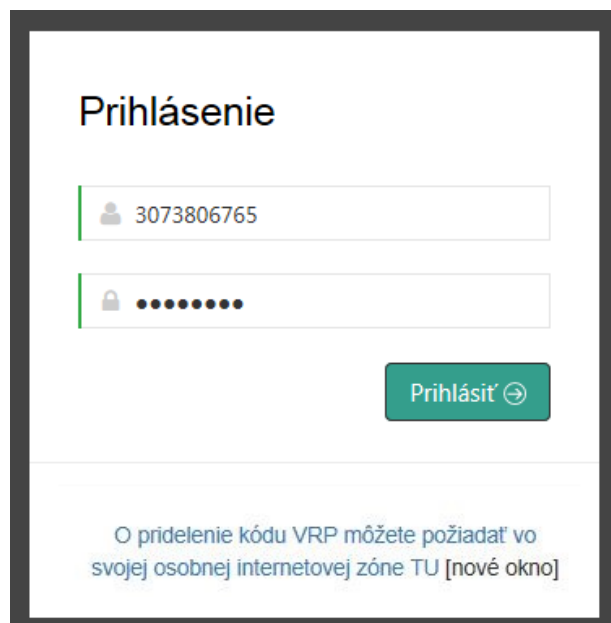 Prihlásenie
3073806765
••••••••
Prihlásiť
O pridelenie kódu VRP môžete požiadať vo
svojej osobnej internetovej zóne TU [nové okno]